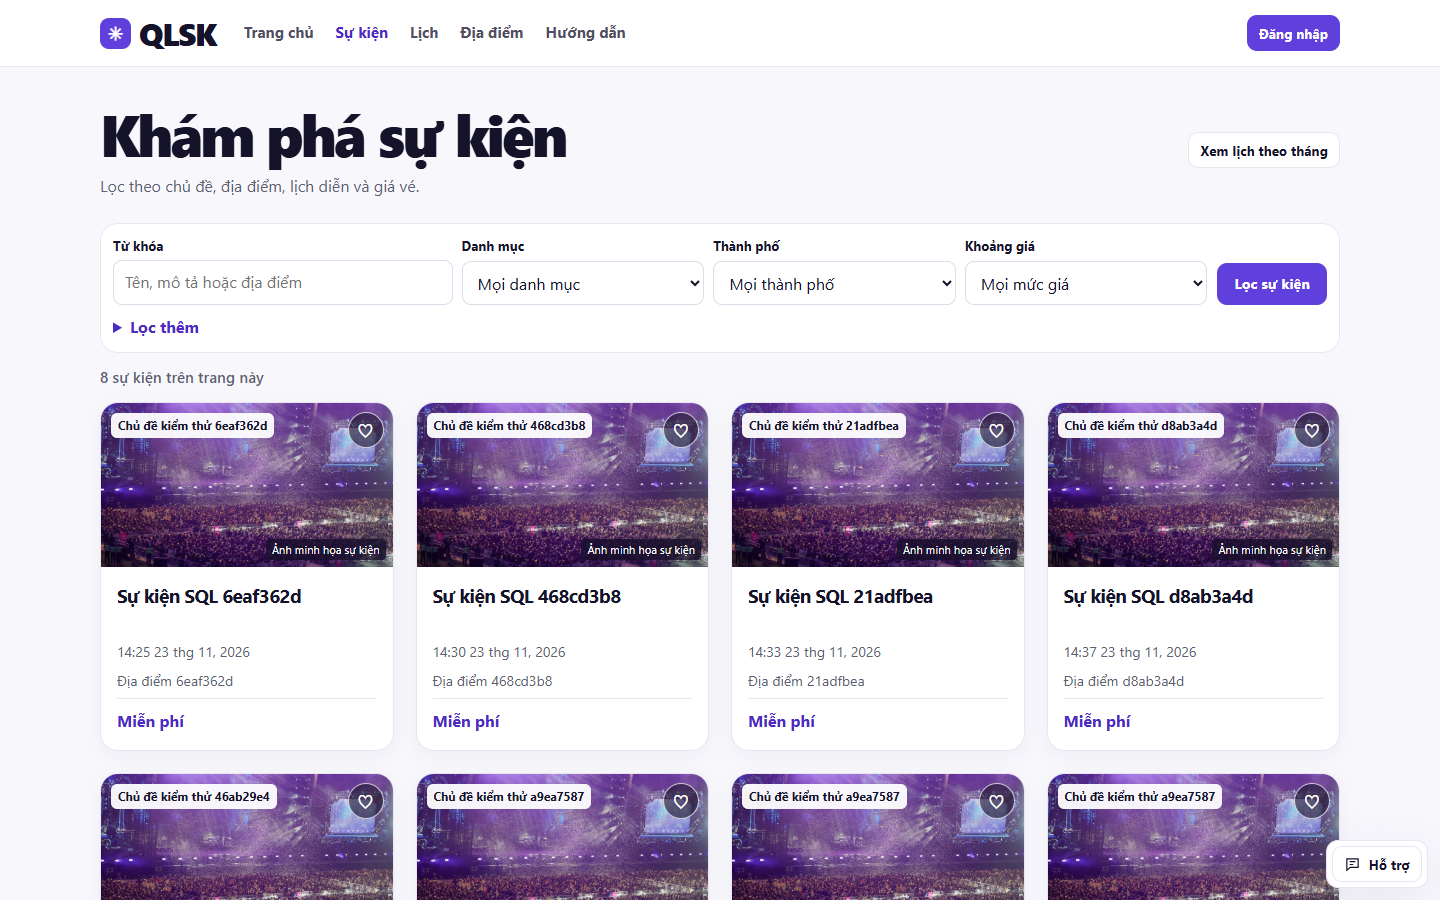 QLSK
Trang chủ
Sự kiện
Lịch
Địa điểm
Hướng dẫn
Đăng nhập
Khám phá sự kiện
Lọc theo chủ đề, địa điểm, lịch diễn và giá vé.
Xem lịch theo tháng
Từ khóa
Danh mục
Thành phố
Khoảng giá
Tên, mô tả hoặc địa điểm
Mọi danh mục
Mọi thành phố
Mọi mức giá
Lọc sự kiện
Lọc thêm
8 sự kiện trên trang này
Chủ đề kiểm thử 6eaf362d
Ảnh minh họa sự kiện
Sự kiện SQL 6eaf362d
14:25 23 thg 11, 2026
Địa điểm 6eaf362d
Miễn phí
Chủ đề kiểm thử 468cd3b8
Ảnh minh họa sự kiện
Sự kiện SQL 468cd3b8
14:30 23 thg 11, 2026
Địa điểm 468cd3b8
Miễn phí
Chủ đề kiểm thử 21adfbea
Ảnh minh họa sự kiện
Sự kiện SQL 21adfbea
14:33 23 thg 11, 2026
Địa điểm 21adfbea
Miễn phí
Chủ đề kiểm thử d8ab3a4d
Ảnh minh họa sự kiện
Sự kiện SQL d8ab3a4d
14:37 23 thg 11, 2026
Địa điểm d8ab3a4d
Miễn phí
Chủ đề kiểm thử 46ab29e4
Chủ đề kiểm thử a9ea7587
Chủ đề kiểm thử a9ea7587
Chủ đề kiểm thử a9ea7587
Hỗ trợ